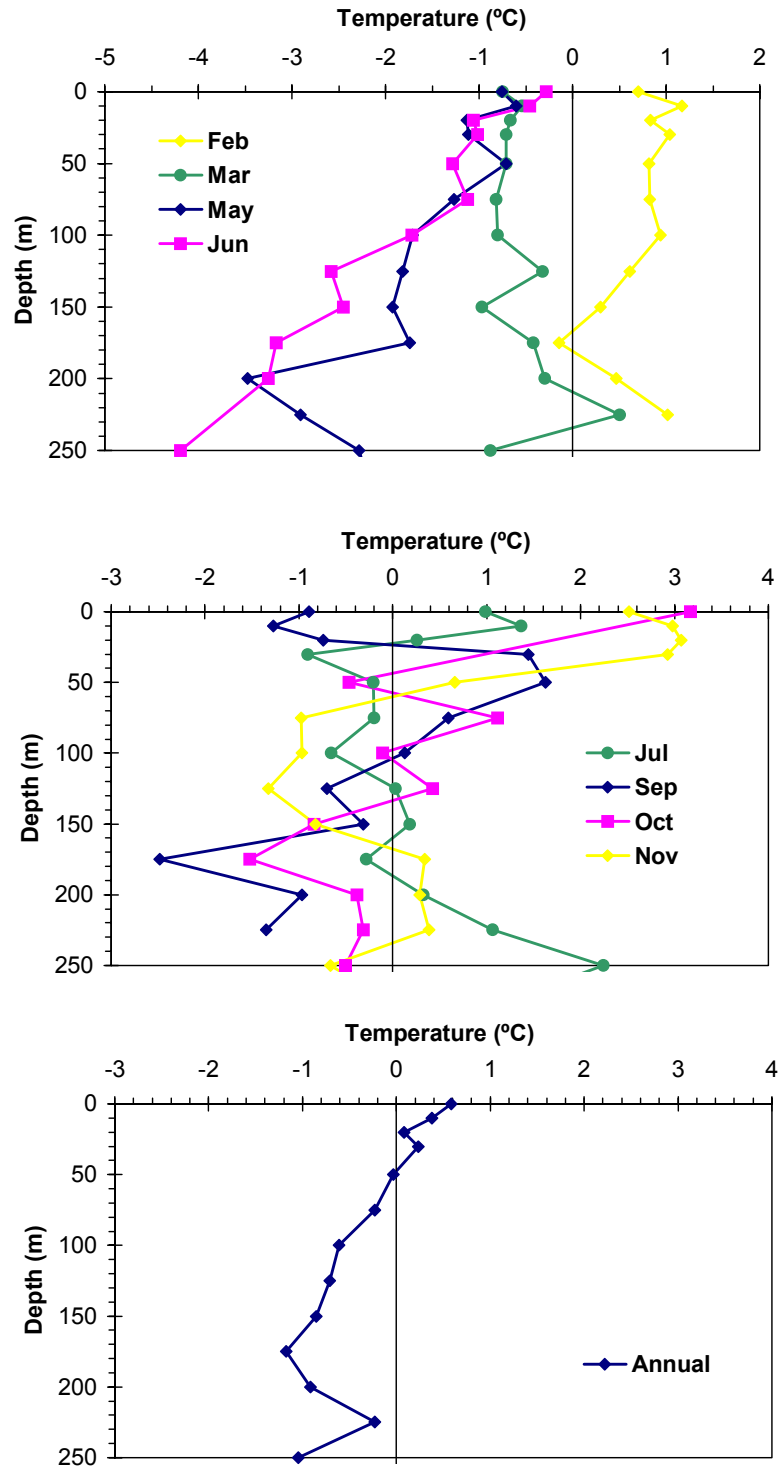 Temperature (ºC)
-5 -4 -3 -2 -1 0 1 2
0
50
100
150
200
250
Depth (m)
Feb
Mar
May
Jun
Temperature (ºC)
-3 -2 -1 0 1 2 3 4
0
50
100
150
200
250
Depth (m)
Jul
Sep
Oct
Nov
Temperature (ºC)
-3 -2 -1 0 1 2 3 4
0
50
100
150
200
250
Depth (m)
Annual